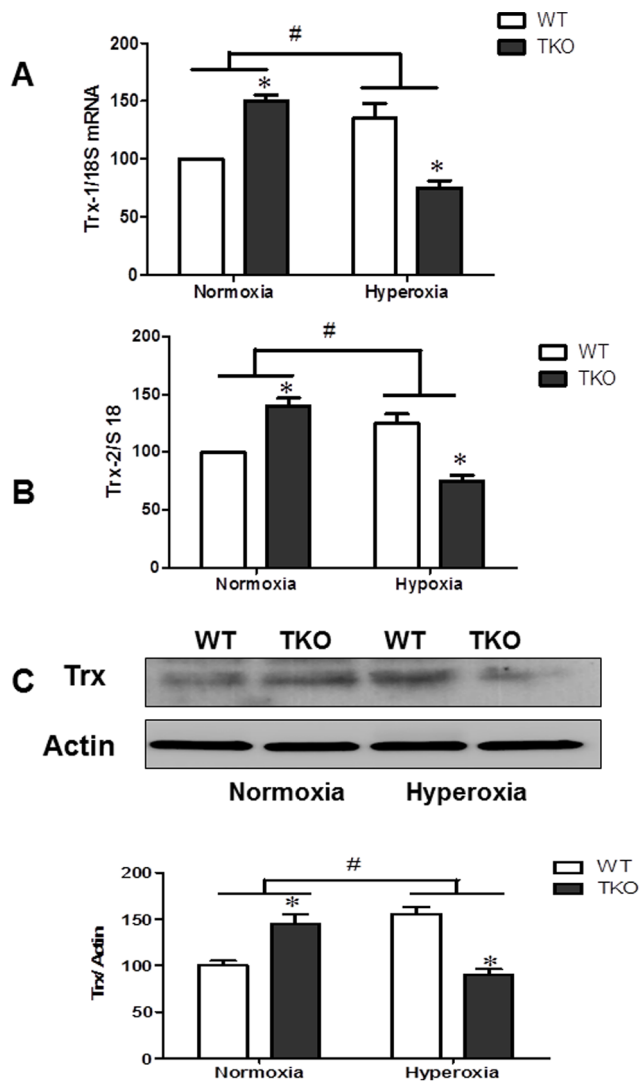 WT
TKO
A
#
200
150
100
50
0
Trx-1/18S mRNA
*
*
Normoxia
Hyperoxia
WT
TKO
B
#
200
150
100
50
0
Trx-2/S 18
*
*
Normoxia
Hypoxia
WT TKO WT TKO
C
Trx
Actin
Normoxia Hyperoxia
WT
TKO
#
200
150
100
50
0
Trx/Actin
*
*
Normoxia
Hyperoxia